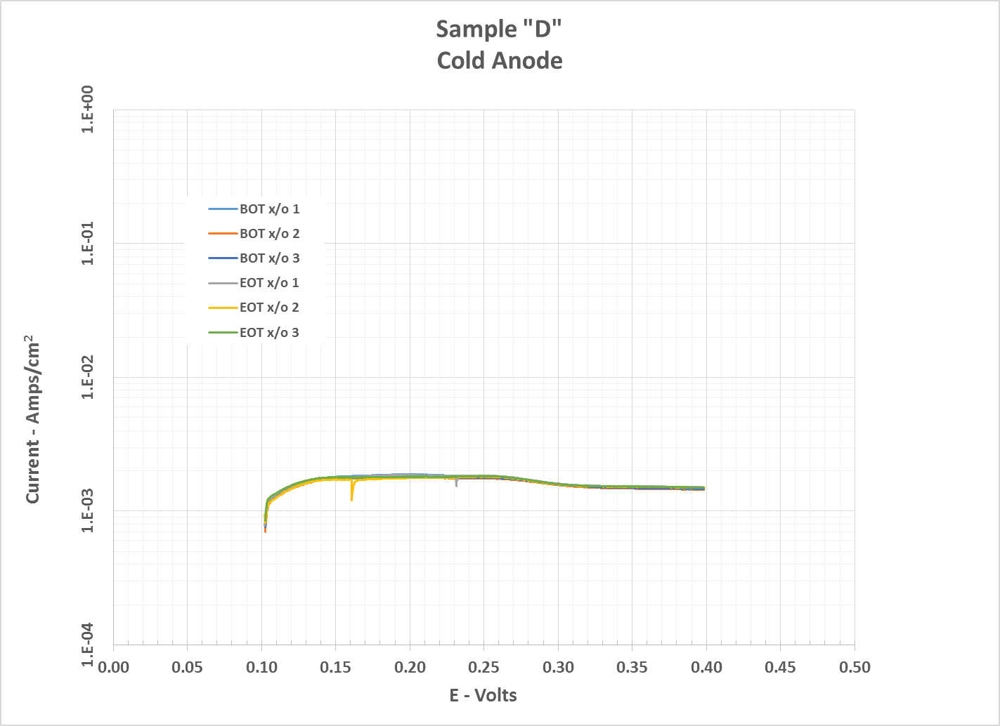 Sample "D"
Cold Anode
1.E+00
1.E-01
1.E-02
1.E-03
1.E-04
Current - Amps/cm²
BOT x/o 1
BOT x/o 2
BOT x/o 3
EOT x/o 1
EOT x/o 2
EOT x/o 3
0.00 0.05 0.10 0.15 0.20 0.25 0.30 0.35 0.40 0.45 0.50
E - Volts